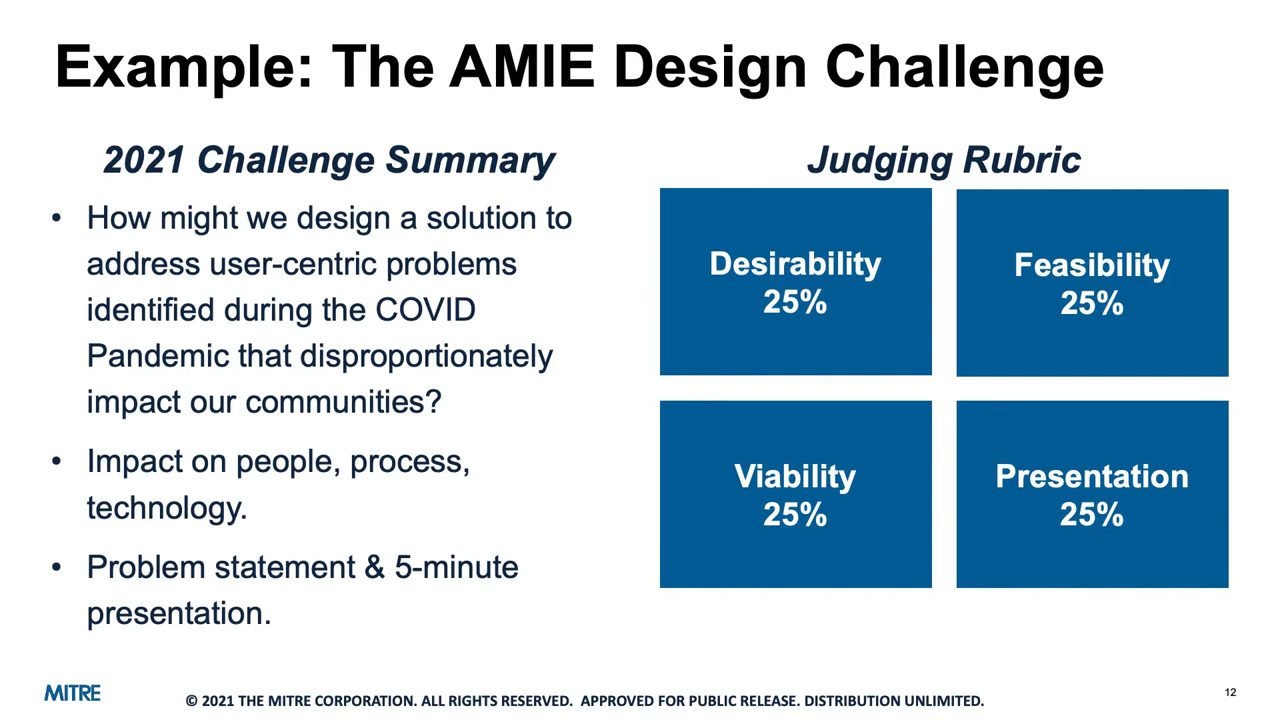 Example: The AMIE Design Challenge
2021 Challenge Summary
• How might we design a solution to
address user-centric problems
identified during the COVID
Pandemic that disproportionately
impact our communities?
• Impact on people, process,
technology.
• Problem statement & 5-minute
presentation.
Judging Rubric
Desirability
25%
Feasibility
25%
Viability
25%
Presentation
25%
MITRE
© 2021 THE MITRE CORPORATION. ALL RIGHTS RESERVED. APPROVED FOR PUBLIC RELEASE. DISTRIBUTION UNLIMITED.
12